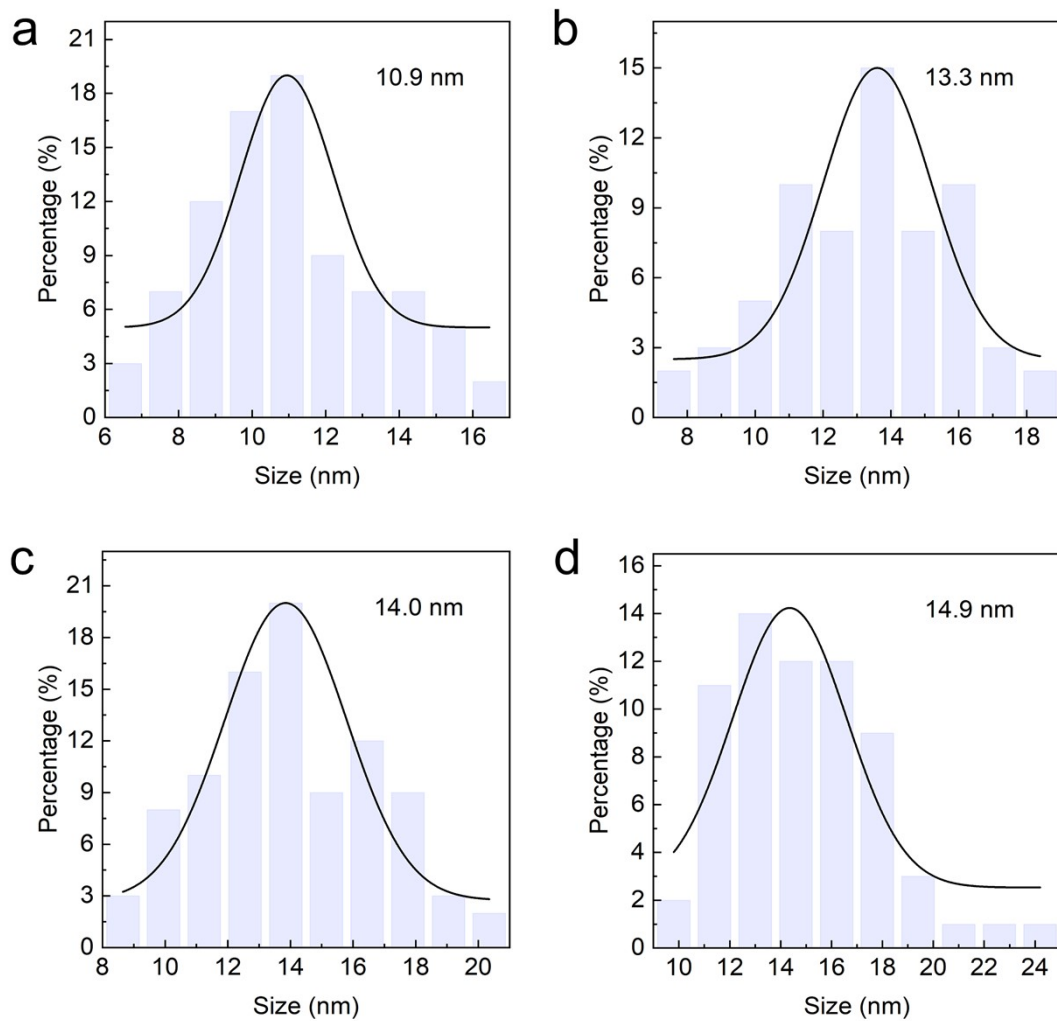 a
10.9 nm
Percentage (%)
21
18
15
12
9
6
3
0
6 8 10 12 14 16
Size (nm)
b
13.3 nm
Percentage (%)
15
12
9
6
3
0
8 10 12 14 16 18
Size (nm)
c
14.0 nm
Percentage (%)
21
18
15
12
9
6
3
0
8 10 12 14 16 18 20
Size (nm)
d
14.9 nm
Percentage (%)
16
14
12
10
8
6
4
2
0
10 12 14 16 18 20 22 24
Size (nm)